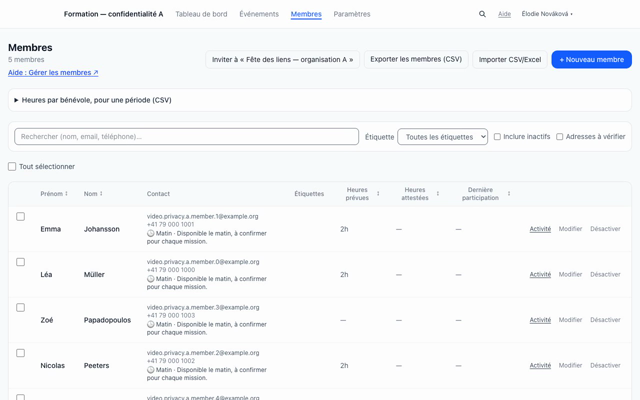 Formation — confidentialité A
Tableau de bord
Événements
Membres
Paramètres
Aide
Élodie Nováková
Membres
5 membres
Aide : Gérer les membres ↗
Inviter à « Fête des liens — organisation A »
Exporter les membres (CSV)
Importer CSV/Excel
+ Nouveau membre
▶ Heures par bénévole, pour une période (CSV)
Rechercher (nom, email, téléphone)...
Étiquette
Toutes les étiquettes
Inclure inactifs
Adresses à vérifier
Tout sélectionner
Prénom ↕ Nom ↕ Contact Étiquettes Heures prévues ↕ Heures attestées ↕ Dernière participation ↕
video.privacy.a.member.1@example.org
+41 79 000 1001
Emma Johansson 2h — — Activité Modifier Désactiver
Matin · Disponible le matin, à confirmer
pour chaque mission.
video.privacy.a.member.0@example.org
+41 79 000 1000
Léa Müller 2h — — Activité Modifier Désactiver
Matin · Disponible le matin, à confirmer
pour chaque mission.
video.privacy.a.member.3@example.org
+41 79 000 1003
Zoé Papadopoulos — — — Activité Modifier Désactiver
Matin · Disponible le matin, à confirmer
pour chaque mission.
video.privacy.a.member.2@example.org
+41 79 000 1002
Nicolas Peeters 2h — — Activité Modifier Désactiver
Matin · Disponible le matin, à confirmer
pour chaque mission.
video.privacy.a.member.4@example.org